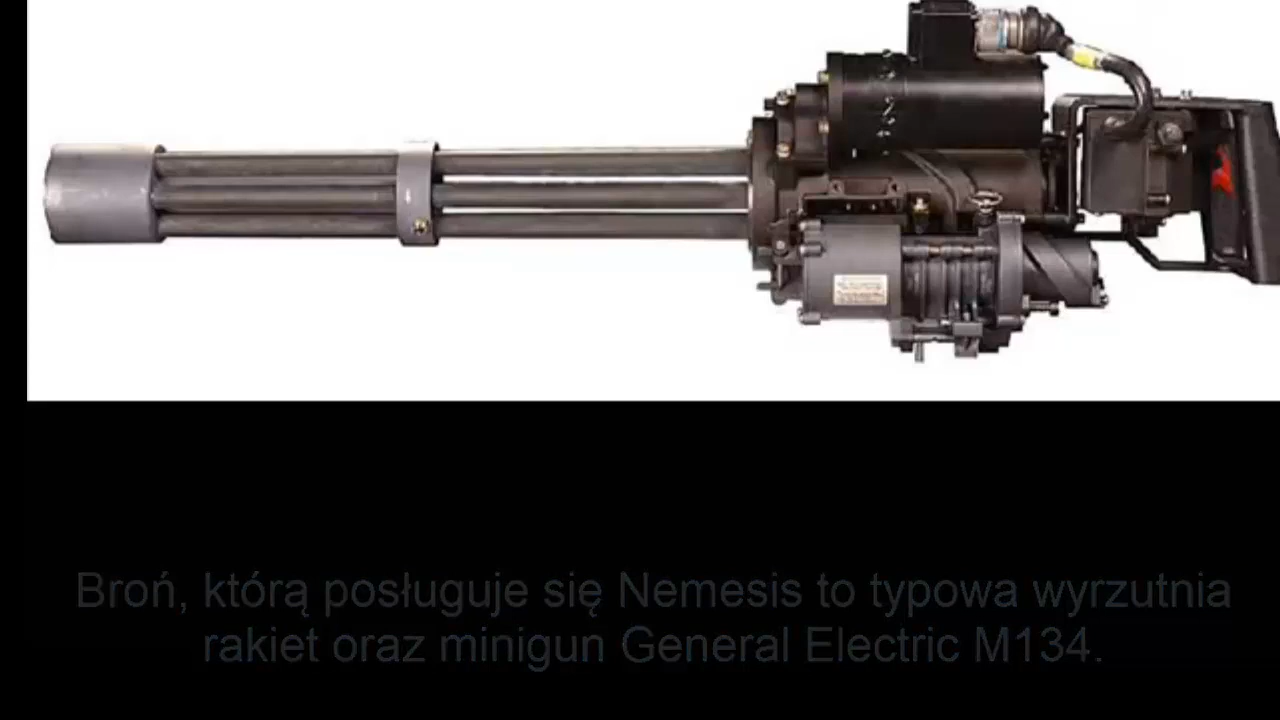 Broń, którą posługuje się Nemesis to typowa wyrzutnia
rakiet oraz minigun General Electric M134.